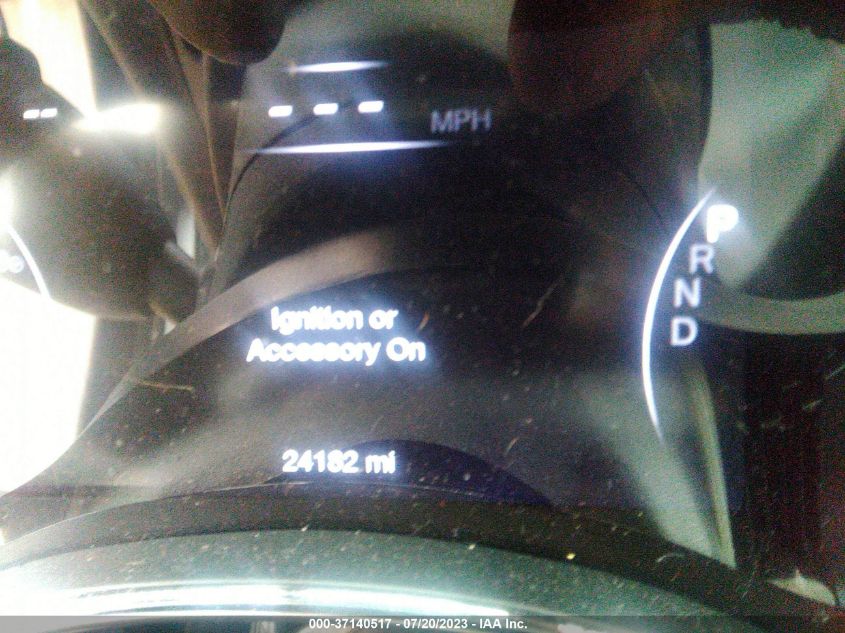 --- MPH
P
R
N
D
Ignition or
Accessory On
24182 mi
000-37140517 - 07/20/2023 - IAA Inc.